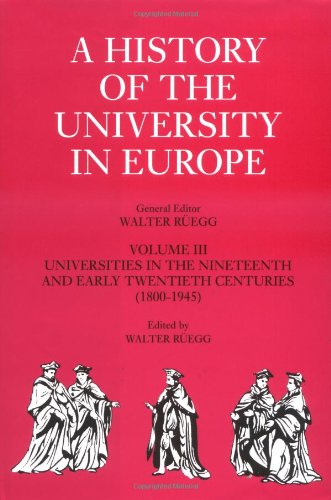 A HISTORY
OF THE
UNIVERSITY
IN EUROPE
General Editor
WALTER RÜEGG
VOLUME III
UNIVERSITIES IN THE NINETEENTH
AND EARLY TWENTIETH CENTURIES
(1800–1945)
Edited by
WALTER RÜEGG